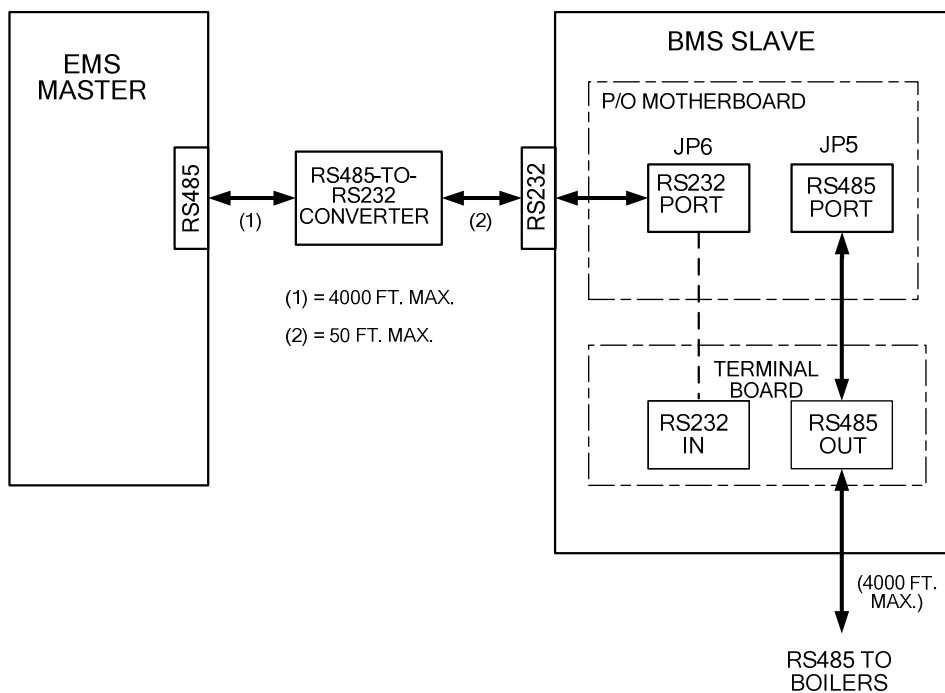 EMS
MASTER
RS485
(1)
RS485-TO-
RS232
CONVERTER
(2)
RS232
(1) = 4000 FT. MAX.
(2) = 50 FT. MAX.
BMS SLAVE
P/O MOTHERBOARD
JP6
JP5
RS232
PORT
RS485
PORT
TERMINAL
BOARD
RS232
IN
RS485
OUT
(4000 FT.
MAX.)
RS485 TO
BOILERS